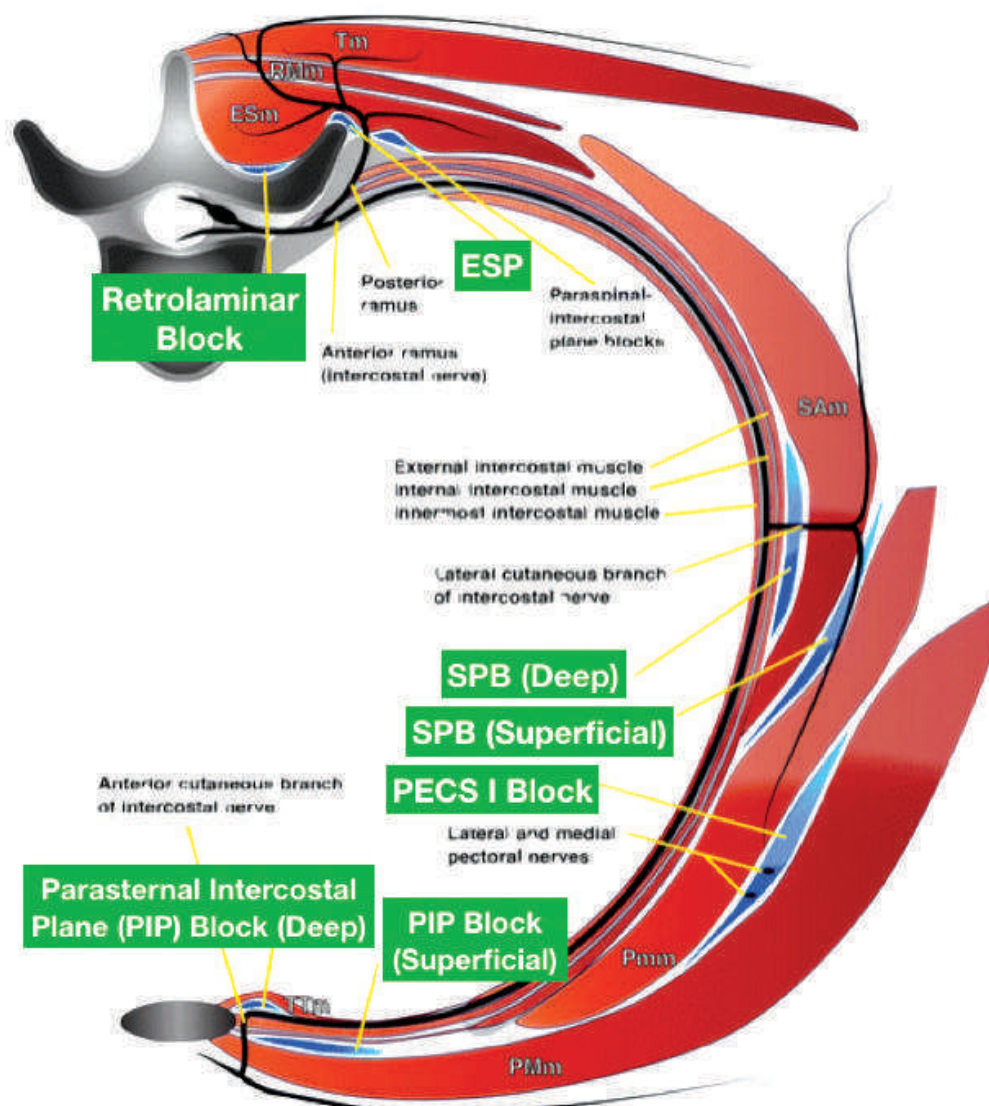 Tm
RMm
ESm
ESP
Retrolaminar
Block
Posterior
ramus
Paraspinal-
intercostal
plane blocks
Anterior ramus
(intercostal nerve)
SAm
External intercostal muscle
Internal intercostal muscle
Innermost intercostal muscle
Lateral cutaneous branch
of intercostal nerve
SPB (Deep)
SPB (Superficial)
PECS I Block
Anterior cutaneous branch
of intercostal nerve
Lateral and medial
pectoral nerves
Parasternal Intercostal
Plane (PIP) Block (Deep)
PIP Block
(Superficial)
Pmm
TTm
PMm